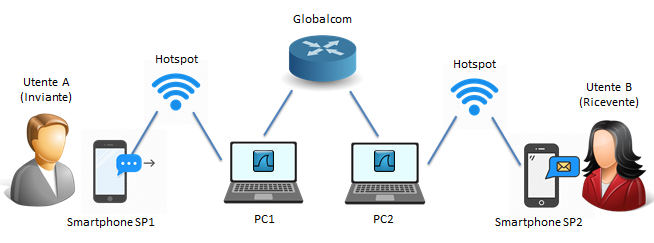 Globalcom
Hotspot
Hotspot
Utente A
(Inviante)
Utente B
(Ricevente)
Smartphone SP1
PC1
PC2
Smartphone SP2